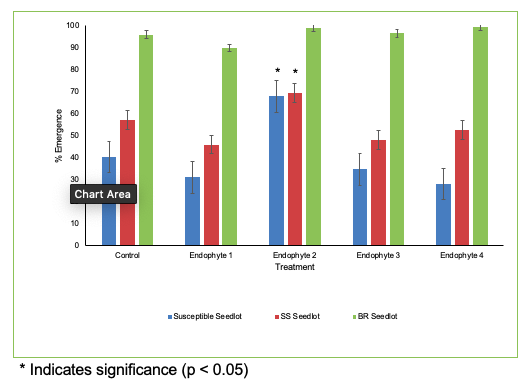 100
90
80
70
60
50
40
30
20
10
0
% Emergence
* *
Chart Area
Control Endophyte 1 Endophyte 2 Endophyte 3 Endophyte 4
Treatment
Susceptible Seedlot SS Seedlot BR Seedlot
* Indicates significance (p < 0.05)